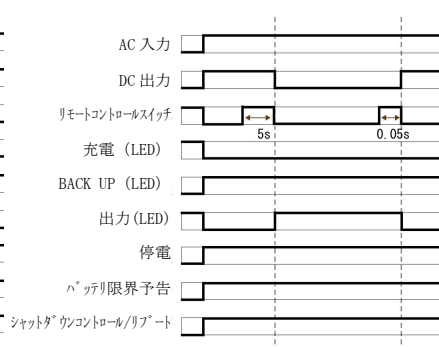 AC 入力
DC 出力
ﾘﾓｰﾄｺﾝﾄﾛｰﾙｽｲｯﾁ
5s
0.05s
充電 (LED)
BACK UP (LED)
出力(LED)
停電
ﾊﾞｯﾃﾘ限界予告
ｼｬｯﾄﾀﾞｳﾝｺﾝﾄﾛｰﾙ/ﾘﾌﾞｰﾄ